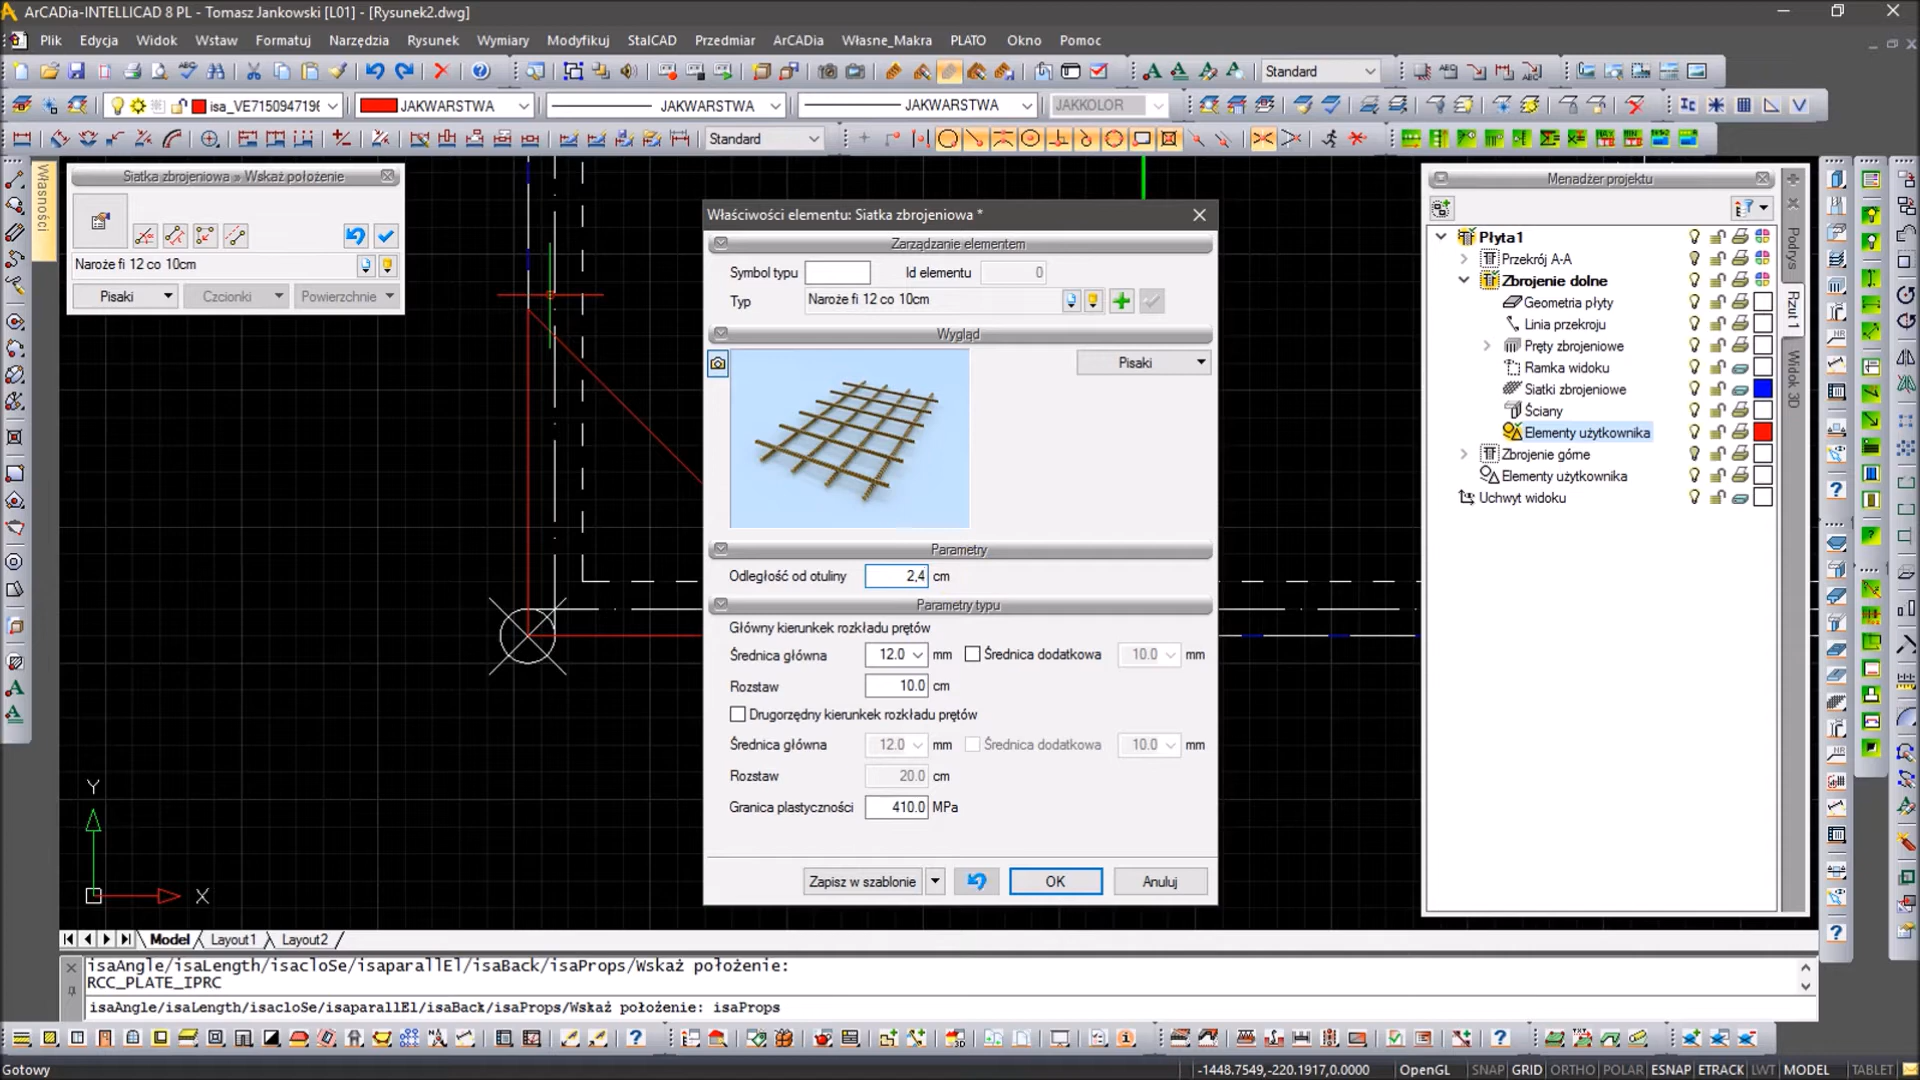 ArCADia-INTELLICAD 8 PL - Tomasz Jankowski [L01] - [Rysunek2.dwg]
Plik Edycja Widok Wstaw Formatuj Narzędzia Rysunek Wymiary Modyfikuj StalCAD Przedmiar ArCADia Własne_Makra PLATO Okno Pomoc
Standard
isa_VE715094719 JAKWARSTWA JAKWARSTWA JAKWARSTWA JAKKOLOR
Standard
Własności
Siatka zbrojeniowa » Wskaż położenie
Naroże fi 12 co 10cm
Pisaki Czcionki Powierzchnie
Właściwości elementu: Siatka zbrojeniowa *
Zarządzanie elementem
Symbol typu Id elementu 0
Typ Naroże fi 12 co 10cm
Wygląd
Pisaki
Parametry
Odległość od otuliny 2,4 cm
Parametry typu
Główny kierunkek rozkładu prętów
Średnica główna 12.0 mm Średnica dodatkowa 10.0 mm
Rozstaw 10.0 cm
Drugorzędny kierunkek rozkładu prętów
Średnica główna 12.0 mm Średnica dodatkowa 10.0 mm
Rozstaw 20.0 cm
Granica plastyczności 410.0 MPa
Zapisz w szablonie OK Anuluj
Menadżer projektu
Płyta1
Przekrój A-A
Zbrojenie dolne
Geometria płyty
Linia przekroju
Pręty zbrojeniowe
Ramka widoku
Siatki zbrojeniowe
Ściany
Elementy użytkownika
Zbrojenie górne
Elementy użytkownika
Uchwyt widoku
Podrys
Rzut 1
Widok 3D
Y
X
Model Layout1 Layout2
isaAngle/isaLength/isacloSe/isaparallEl/isaBack/isaProps/Wskaż położenie:
RCC_PLATE_IPRC
isaAngle/isaLength/isacloSe/isaparallEl/isaBack/isaProps/Wskaż położenie: isaProps
Gotowy -1448.7549,-220.1917,0.0000 OpenGL SNAP GRID ORTHO POLAR ESNAP ETRACK LWT MODEL TABLET